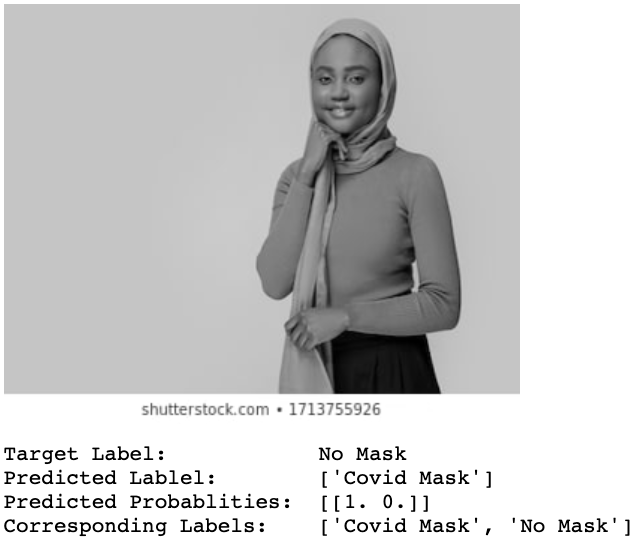 shutterstock.com • 1713755926
Target Label: No Mask
Predicted Lablel: ['Covid Mask']
Predicted Probablities: [[1. 0.]]
Corresponding Labels: ['Covid Mask', 'No Mask']